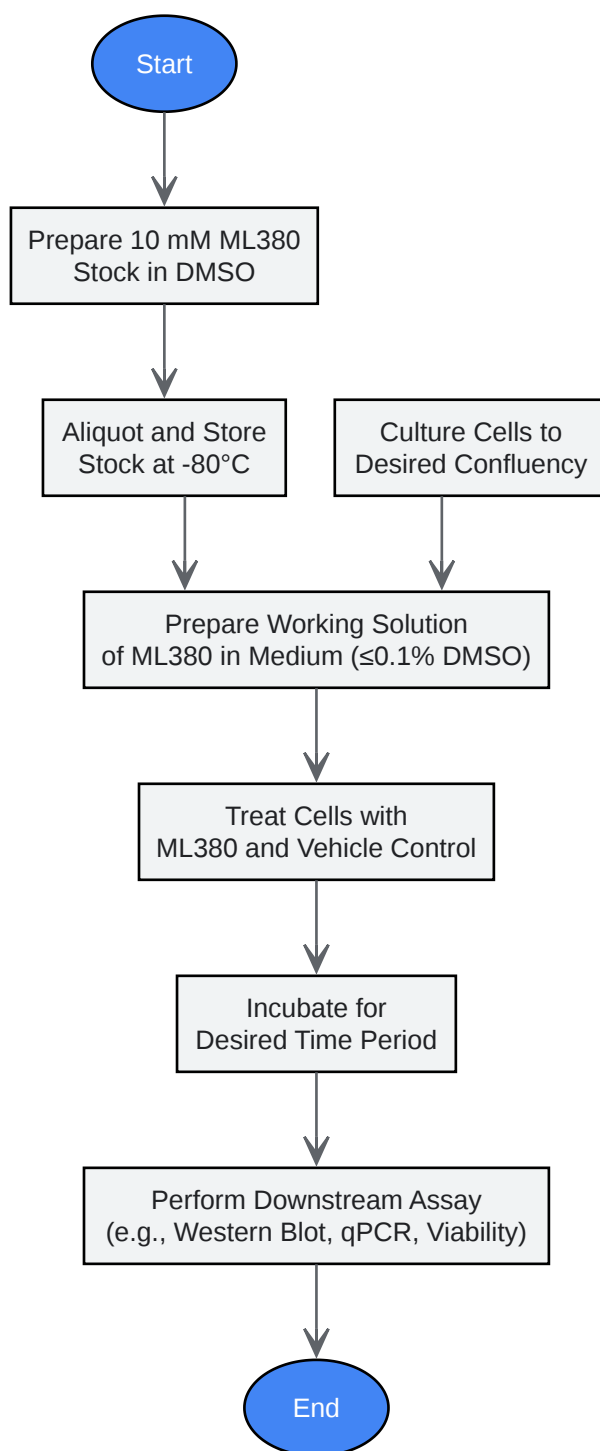 Start
Prepare 10 mM ML380
Stock in DMSO
Aliquot and Store
Stock at -80°C
Culture Cells to
Desired Confluency
Prepare Working Solution
of ML380 in Medium (≤0.1% DMSO)
Treat Cells with
ML380 and Vehicle Control
Incubate for
Desired Time Period
Perform Downstream Assay
(e.g., Western Blot, qPCR, Viability)
End